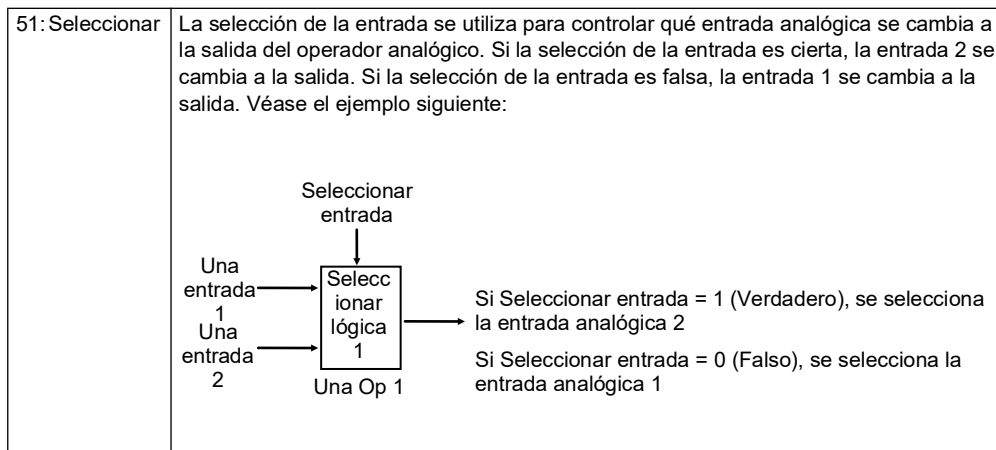 51: Seleccionar
La selección de la entrada se utiliza para controlar qué entrada analógica se cambia a
la salida del operador analógico. Si la selección de la entrada es cierta, la entrada 2 se
cambia a la salida. Si la selección de la entrada es falsa, la entrada 1 se cambia a la
salida. Véase el ejemplo siguiente:
Seleccionar
entrada
Una
entrada
1
Una
entrada
2
Selecc
ionar
lógica
1
Una Op 1
Si Seleccionar entrada = 1 (Verdadero), se selecciona
la entrada analógica 2
Si Seleccionar entrada = 0 (Falso), se selecciona la
entrada analógica 1